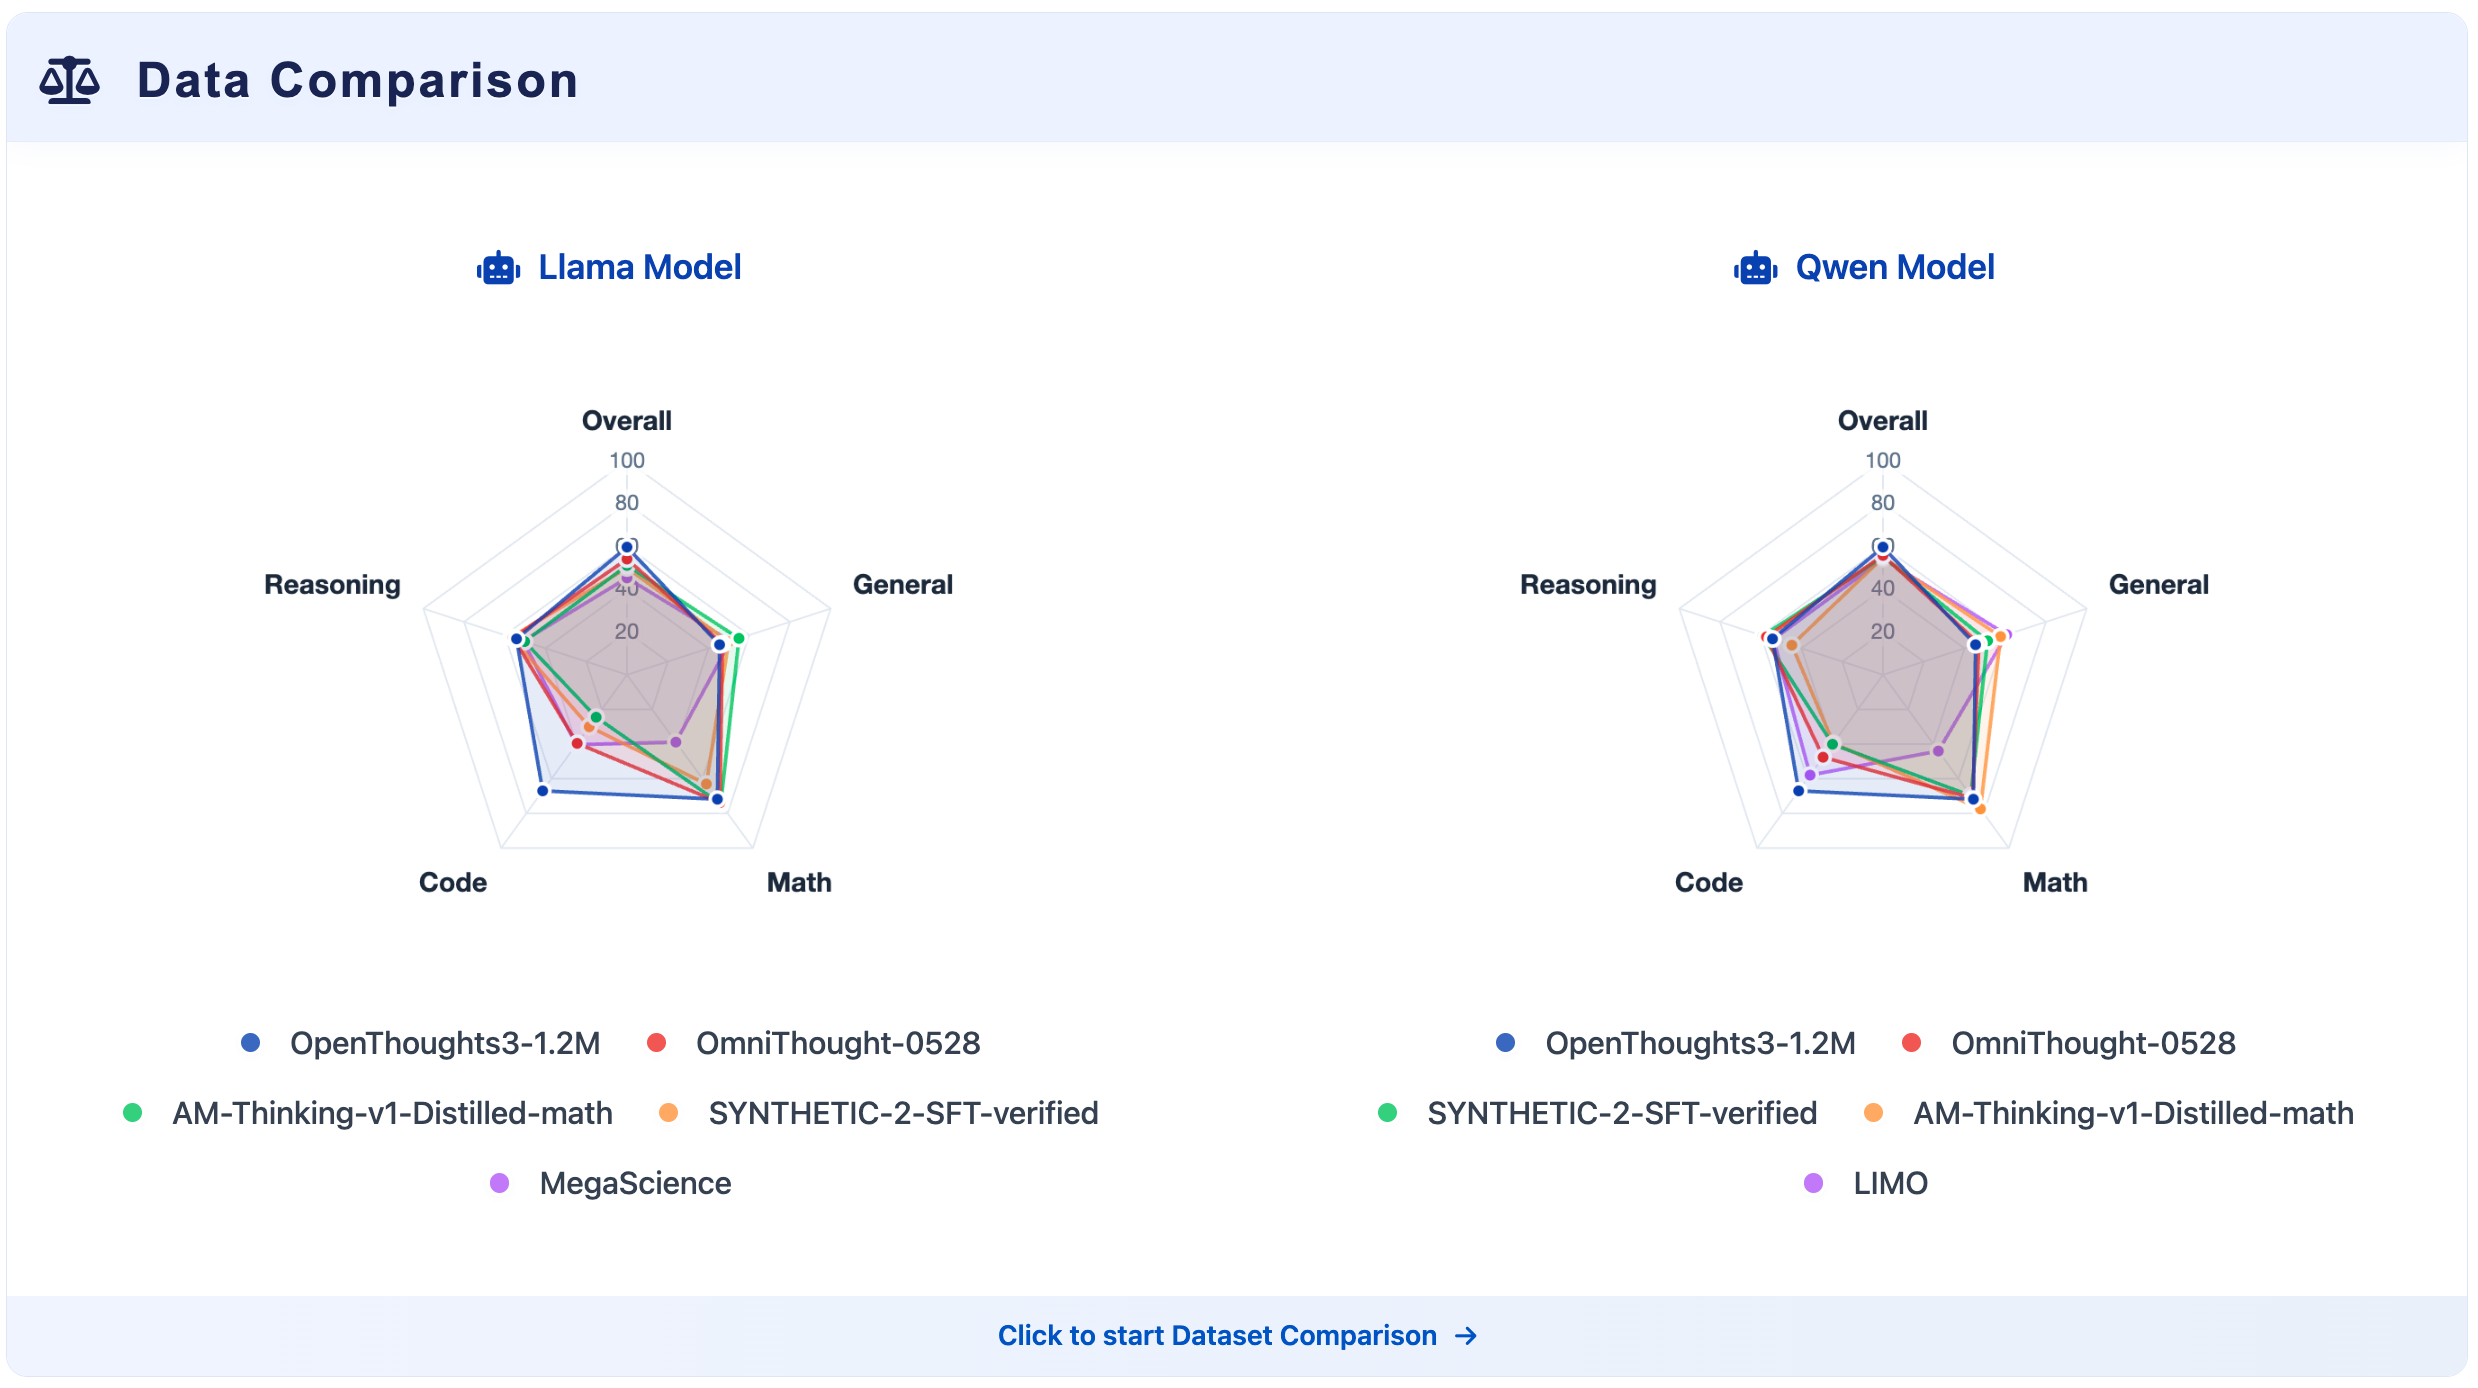 Data Comparison
Llama Model
Overall
100
80
40
20
Reasoning
General
Code
Math
OpenThoughts3-1.2M
OmniThought-0528
AM-Thinking-v1-Distilled-math
SYNTHETIC-2-SFT-verified
MegaScience
Qwen Model
Overall
100
80
40
20
Reasoning
General
Code
Math
OpenThoughts3-1.2M
OmniThought-0528
SYNTHETIC-2-SFT-verified
AM-Thinking-v1-Distilled-math
LIMO
Click to start Dataset Comparison →